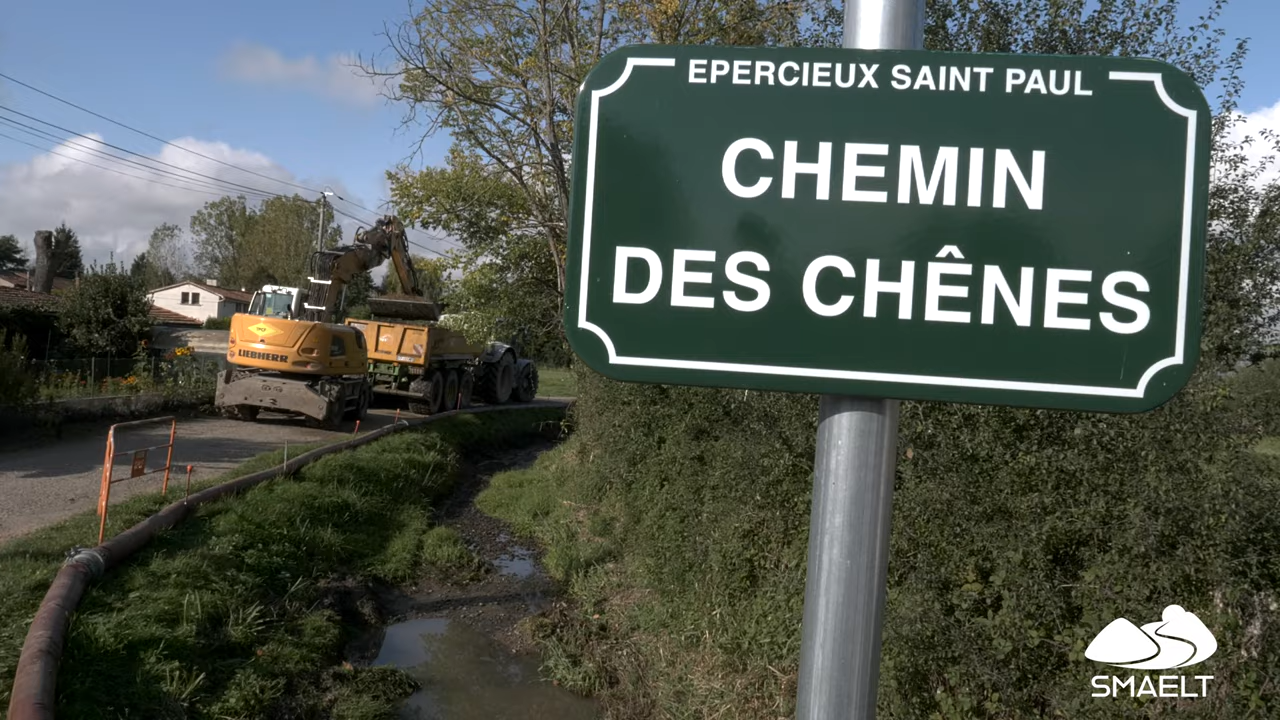 EPERCIEUX SAINT PAUL
CHEMIN
DES CHÊNES
LIEBHERR
SMAELT